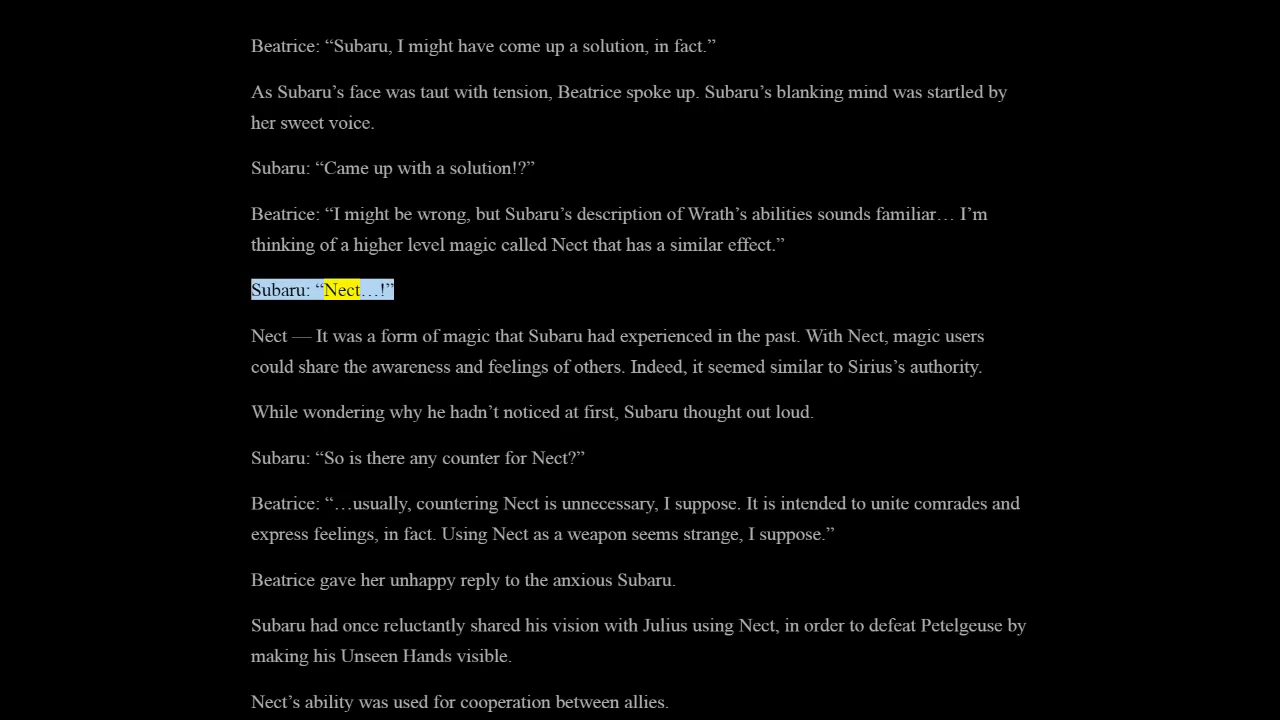 Beatrice: “Subaru, I might have come up a solution, in fact.”
As Subaru’s face was taut with tension, Beatrice spoke up. Subaru’s blanking mind was startled by
her sweet voice.
Subaru: “Came up with a solution!?”
Beatrice: “I might be wrong, but Subaru’s description of Wrath’s abilities sounds familiar… I’m
thinking of a higher level magic called Nect that has a similar effect.”
Subaru: “Nect…!”
Nect — It was a form of magic that Subaru had experienced in the past. With Nect, magic users
could share the awareness and feelings of others. Indeed, it seemed similar to Sirius’s authority.
While wondering why he hadn’t noticed at first, Subaru thought out loud.
Subaru: “So is there any counter for Nect?”
Beatrice: “…usually, countering Nect is unnecessary, I suppose. It is intended to unite comrades and
express feelings, in fact. Using Nect as a weapon seems strange, I suppose.”
Beatrice gave her unhappy reply to the anxious Subaru.
Subaru had once reluctantly shared his vision with Julius using Nect, in order to defeat Petelgeuse by
making his Unseen Hands visible.
Nect’s ability was used for cooperation between allies.